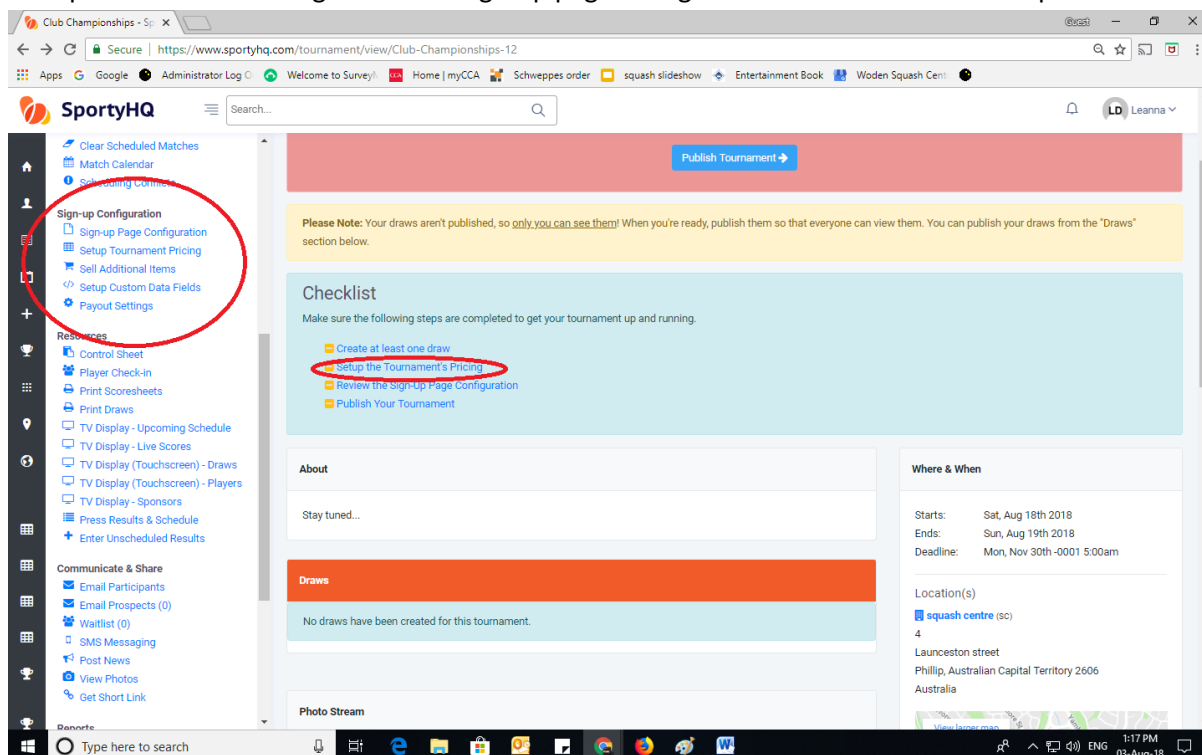 Club Championships - Sp
Guest
Secure | https://www.sportyhq.com/tournament/view/Club-Championships-12
Apps Google Administrator Log O Welcome to Survey Home | myCCA Schweppes order squash slideshow Entertainment Book Woden Squash Cent
SportyHQ Search... LD Leanna
Clear Scheduled Matches
Match Calendar
Scheduling Conflicts
Sign-up Configuration
Sign-up Page Configuration
Setup Tournament Pricing
Sell Additional Items
Setup Custom Data Fields
Payout Settings
Resources
Control Sheet
Player Check-in
Print Scoresheets
Print Draws
TV Display - Upcoming Schedule
TV Display - Live Scores
TV Display (Touchscreen) - Draws
TV Display (Touchscreen) - Players
TV Display - Sponsors
Press Results & Schedule
Enter Unscheduled Results
Communicate & Share
Email Participants
Email Prospects (0)
Waitlist (0)
SMS Messaging
Post News
View Photos
Get Short Link
Reports
Publish Tournament
Please Note: Your draws aren't published, so only you can see them! When you're ready, publish them so that everyone can view them. You can publish your draws from the "Draws"
section below.
Checklist
Make sure the following steps are completed to get your tournament up and running.
Create at least one draw
Setup the Tournament's Pricing
Review the Sign-Up Page Configuration
Publish Your Tournament
About
Stay tuned...
Draws
No draws have been created for this tournament.
Photo Stream
Where & When
Starts: Sat, Aug 18th 2018
Ends: Sun, Aug 19th 2018
Deadline: Mon, Nov 30th -0001 5:00am
Location(s)
squash centre (SC)
4
Launceston
street
Phillip, Australian Capital Territory 2606
Australia
View larger map
Type here to search
ENG
1:17 PM
03-Aug-18